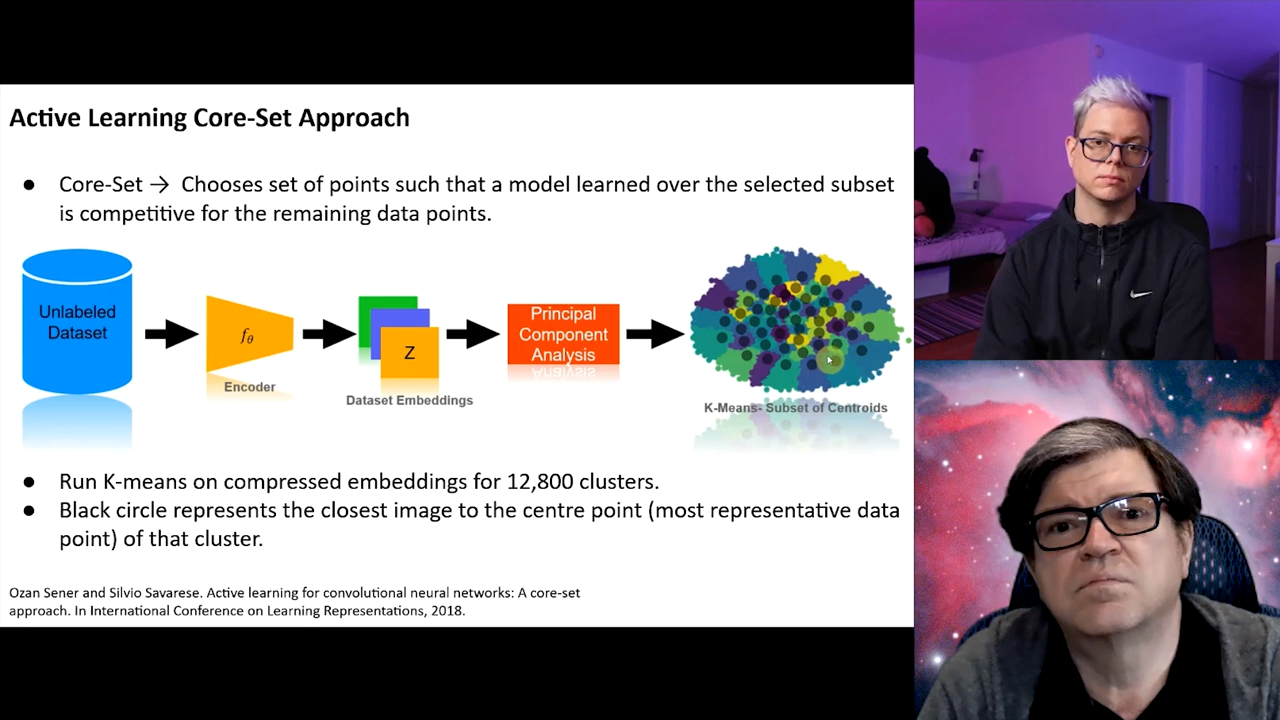 Active Learning Core-Set Approach
● Core-Set → Chooses set of points such that a model learned over the selected subset
is competitive for the remaining data points.
Unlabeled
Dataset
fθ
Encoder
Z
Dataset Embeddings
Principal
Component
Analysis
K-Means- Subset of Centroids
● Run K-means on compressed embeddings for 12,800 clusters.
● Black circle represents the closest image to the centre point (most representative data
point) of that cluster.
Ozan Sener and Silvio Savarese. Active learning for convolutional neural networks: A core-set
approach. In International Conference on Learning Representations, 2018.